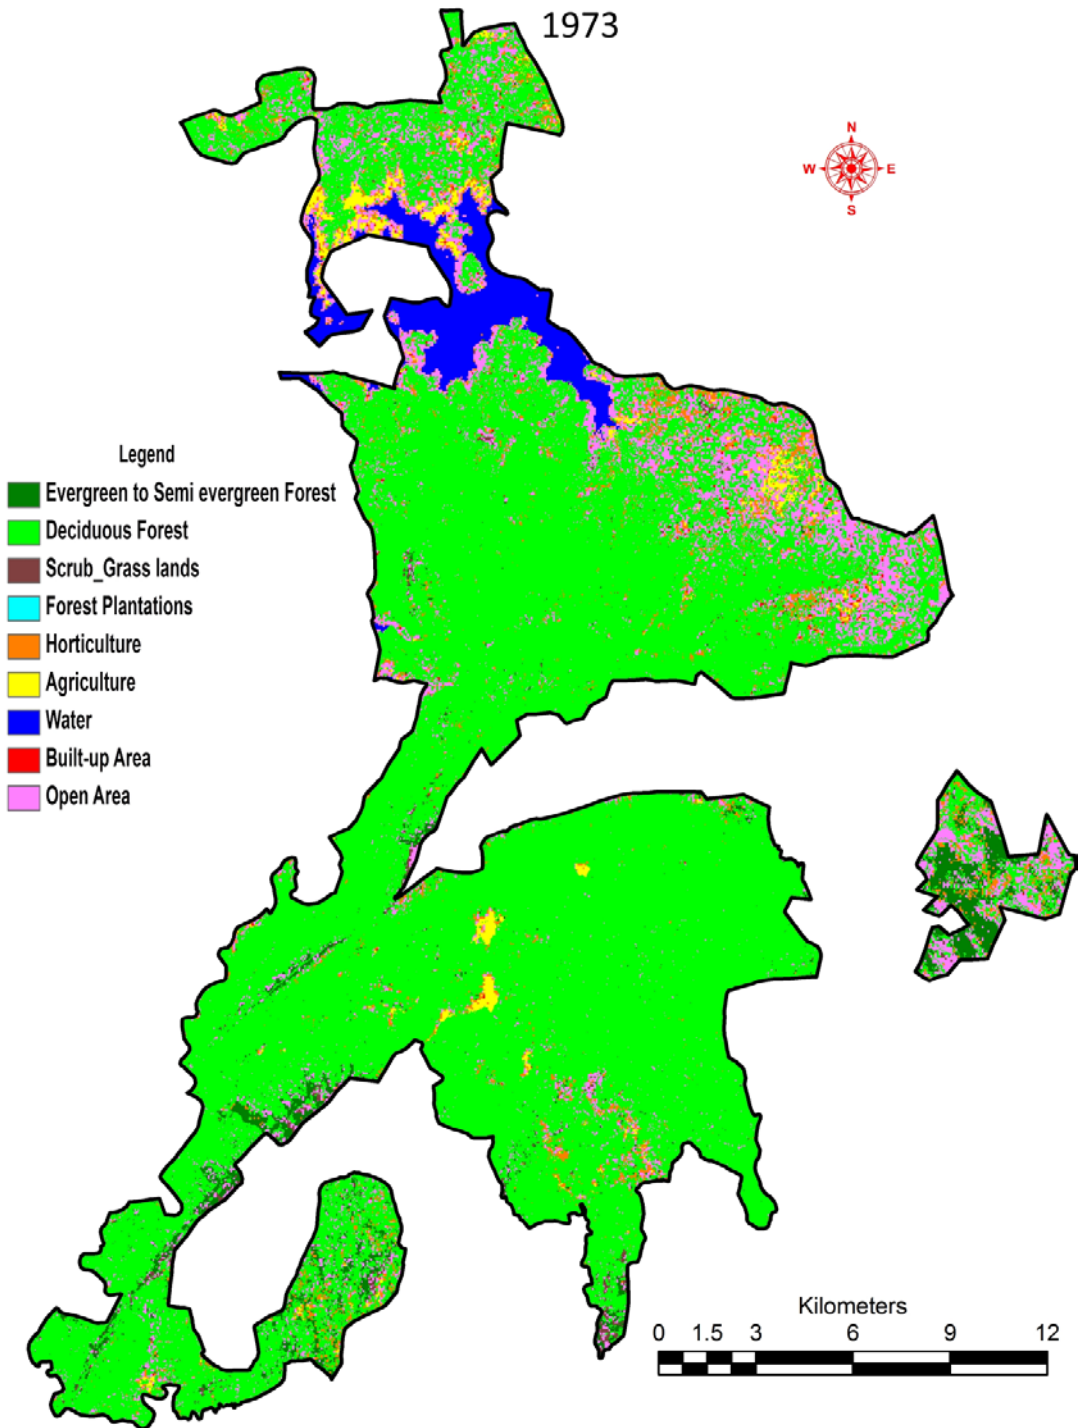 1973
N
W E
S
Legend
Evergreen to Semi evergreen Forest
Deciduous Forest
Scrub_Grass lands
Forest Plantations
Horticulture
Agriculture
Water
Built-up Area
Open Area
Kilometers
0 1.5 3 6 9 12